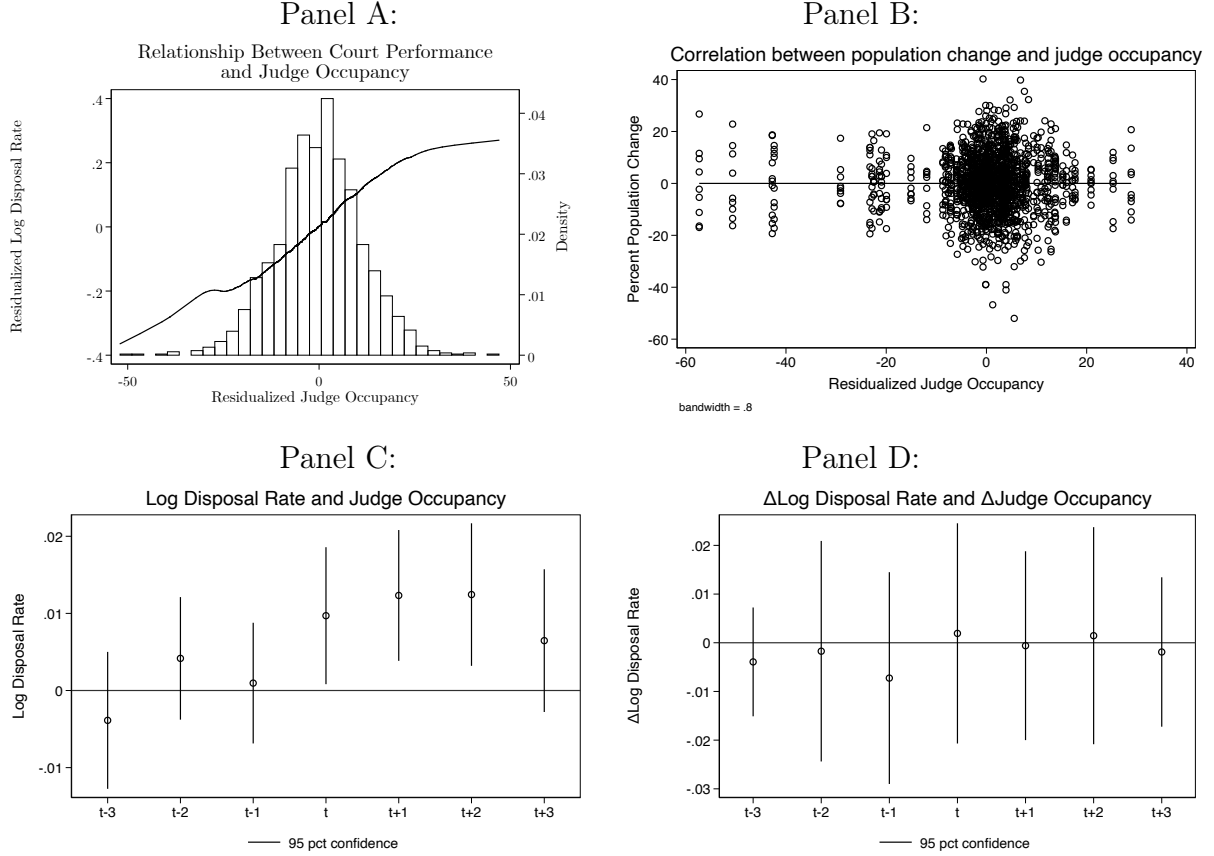 Panel A:
Relationship Between Court Performance
and Judge Occupancy
Residualized Log Disposal Rate
.4
.2
0
-.2
-.4
.04
.03
.02
.01
0
Density
-50
0
50
Residualized Judge Occupancy
Panel B:
Correlation between population change and judge occupancy
Percent Population Change
40
20
0
-20
-40
-60
-60
-40
-20
0
20
40
Residualized Judge Occupancy
bandwidth = .8
Panel C:
Log Disposal Rate and Judge Occupancy
Log Disposal Rate
.02
.01
0
-.01
t-3
t-2
t-1
t
t+1
t+2
t+3
95 pct confidence
Panel D:
ΔLog Disposal Rate and ΔJudge Occupancy
ΔLog Disposal Rate
.02
.01
0
-.01
-.02
-.03
t-3
t-2
t-1
t
t+1
t+2
t+3
95 pct confidence